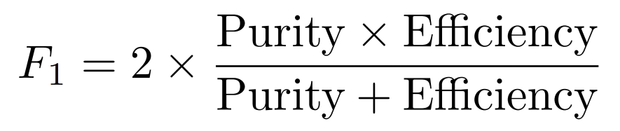 F₁ = 2 × (Purity × Efficiency) / (Purity + Efficiency)